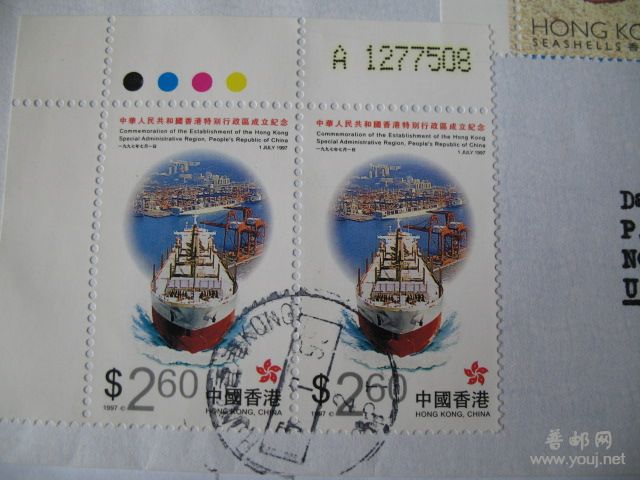 A 1277508
HONG KO
SEASHELLS 香
中華人民共和國香港特別行政區成立紀念
Commemoration of the Establishment of the Hong Kong
Special Administrative Region, People's Republic of China
一九九七年七月一日 1 JULY 1997
$2.60
中國香港
1997 © HONG KONG, CHINA
中華人民共和國香港特別行政區成立紀念
Commemoration of the Establishment of the Hong Kong
Special Administrative Region, People's Republic of China
一九九七年七月一日 1 JULY 1997
$2.60
中國香港
1997 © HONG KONG, CHINA
KONG
P.
U
普邮网
www.youj.net